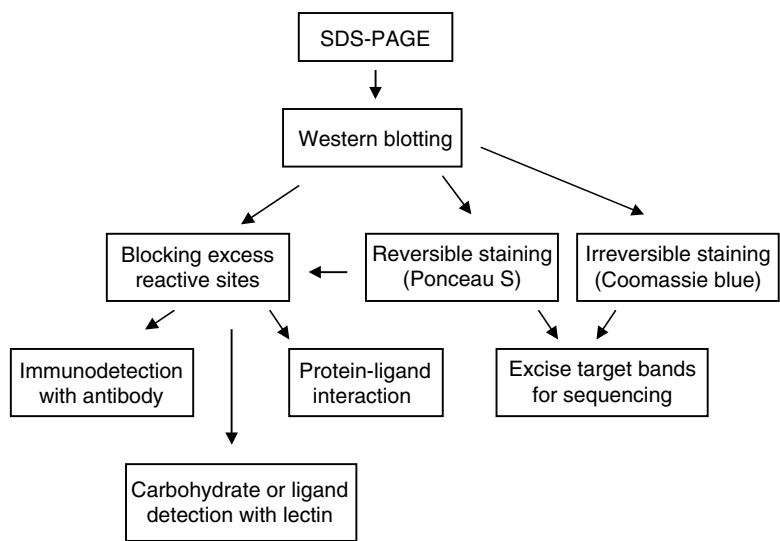 SDS-PAGE
Western blotting
Blocking excess
reactive sites
Reversible staining
(Ponceau S)
Irreversible staining
(Coomassie blue)
Immunodetection
with antibody
Protein-ligand
interaction
Excise target bands
for sequencing
Carbohydrate or ligand
detection with lectin